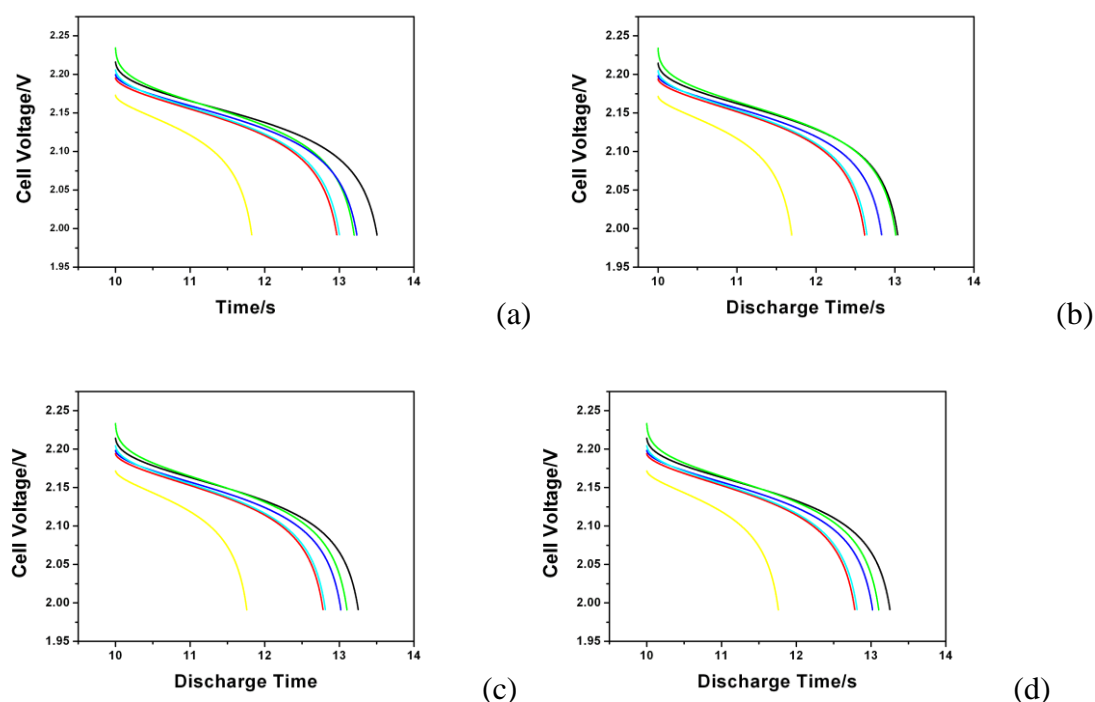 Cell Voltage/V
2.25
2.20
2.15
2.10
2.05
2.00
1.95
10 11 12 13 14
Time/s
(a)
Cell Voltage/V
2.25
2.20
2.15
2.10
2.05
2.00
1.95
10 11 12 13 14
Discharge Time/s
(b)
Cell Voltage/V
2.25
2.20
2.15
2.10
2.05
2.00
1.95
10 11 12 13 14
Discharge Time
(c)
Cell Voltage/V
2.25
2.20
2.15
2.10
2.05
2.00
1.95
10 11 12 13 14
Discharge Time/s
(d)